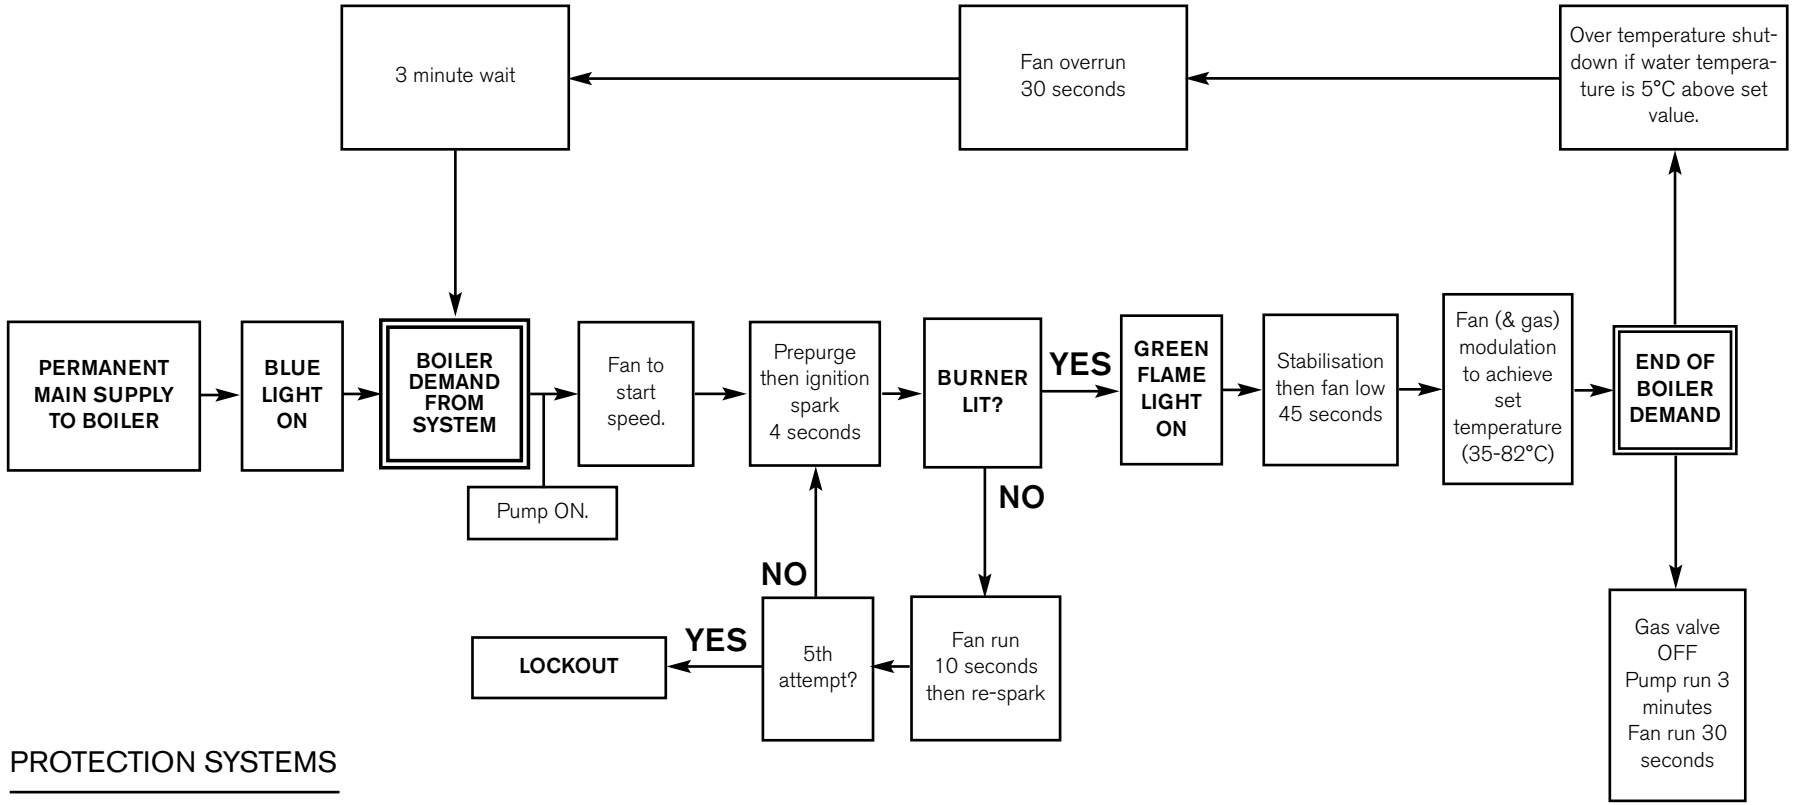 3 minute wait
Fan overrun
30 seconds
Over temperature shut-
down if water tempera-
ture is 5°C above set
value.
PERMANENT
MAIN SUPPLY
TO BOILER
BLUE
LIGHT
ON
BOILER
DEMAND
FROM
SYSTEM
Pump ON.
Fan to
start
speed.
Prepurge
then ignition
spark
4 seconds
BURNER
LIT?
YES
GREEN
FLAME
LIGHT
ON
Stabilisation
then fan low
45 seconds
Fan (& gas)
modulation
to achieve
set
temperature
(35-82°C)
END OF
BOILER
DEMAND
NO
Fan run
10 seconds
then re-spark
5th
attempt?
NO
YES
LOCKOUT
Gas valve
OFF
Pump run 3
minutes
Fan run 30
seconds
PROTECTION SYSTEMS